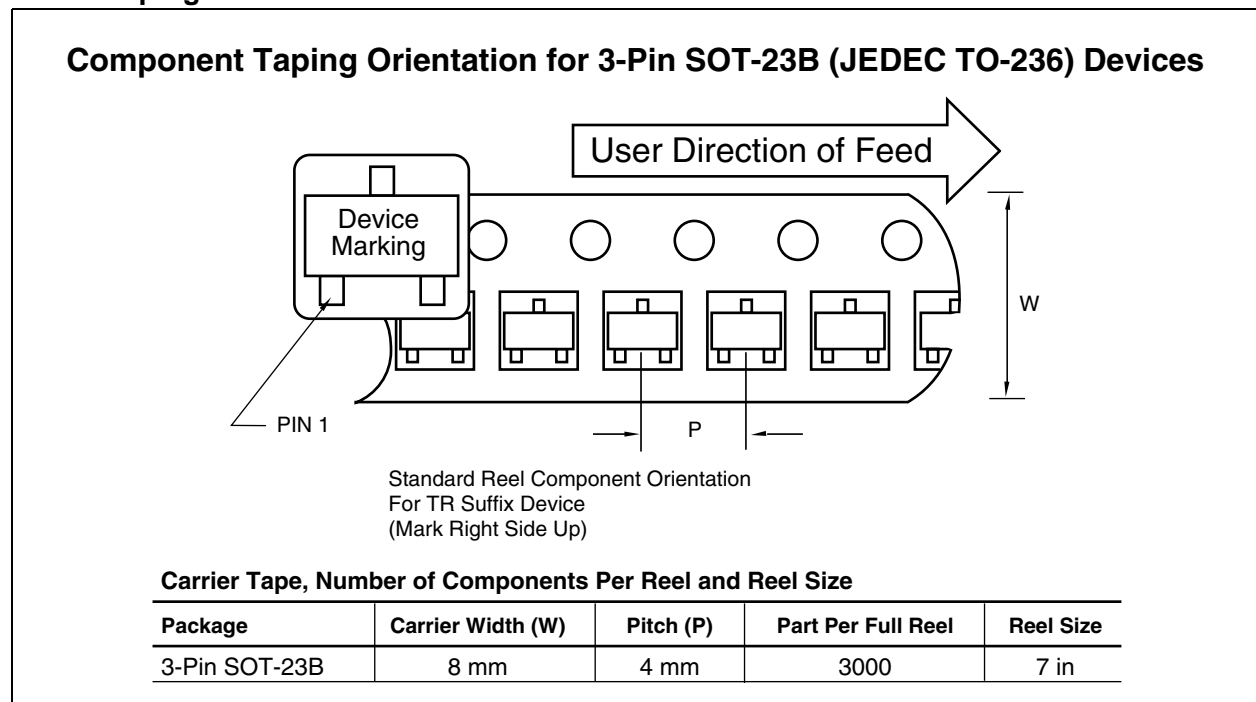 Component Taping Orientation for 3-Pin SOT-23B (JEDEC TO-236) Devices
User Direction of Feed
Device
Marking
W
PIN 1
P
Standard Reel Component Orientation
For TR Suffix Device
(Mark Right Side Up)
Carrier Tape, Number of Components Per Reel and Reel Size
Package Carrier Width (W) Pitch (P) Part Per Full Reel Reel Size
3-Pin SOT-23B 8 mm 4 mm 3000 7 in